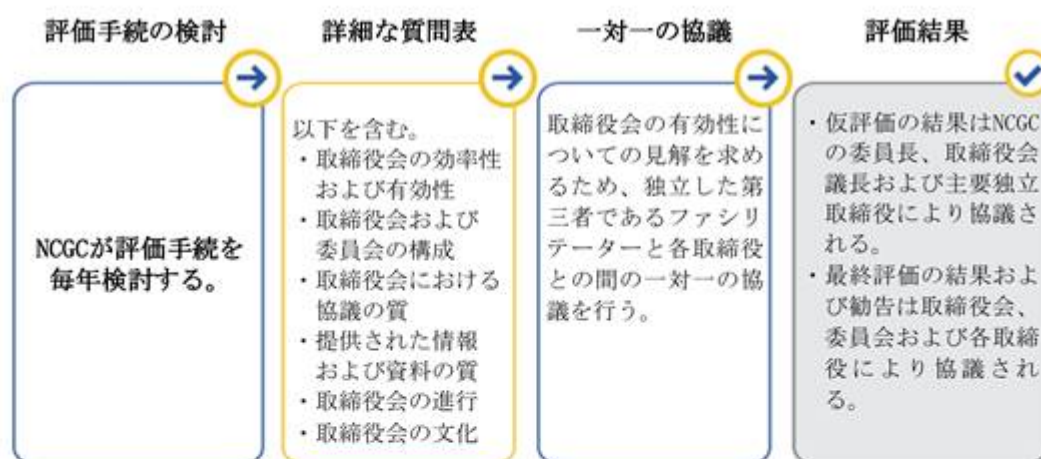 評価手続の検討
NCGCが評価手続を
毎年検討する。
詳細な質問表
以下を含む。
・取締役会の効率性
および有効性
・取締役会および
委員会の構成
・取締役会における
協議の質
・提供された情報
および資料の質
・取締役会の進行
・取締役会の文化
一対一の協議
取締役会の有効性に
ついての見解を求め
るため、独立した第
三者であるファシリ
テーターと各取締役
との間の一対一の協
議を行う。
評価結果
・仮評価の結果はNCGC
の委員長、取締役会
議長および主要独立
取締役により協議さ
れる。
・最終評価の結果およ
び勧告は取締役会、
委員会および各取締
役により協議され
る。